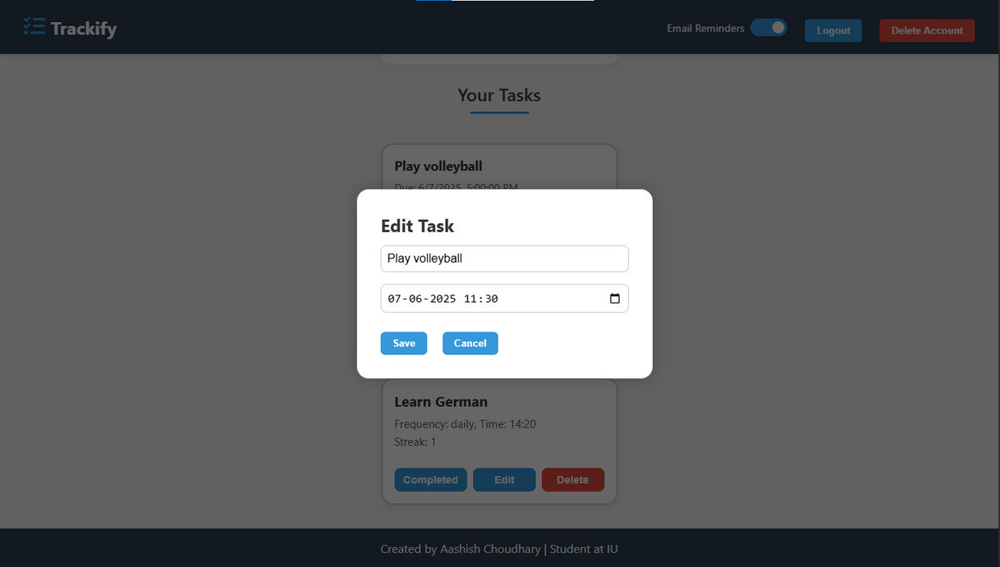 Trackify
Email Reminders
Logout
Delete Account
Your Tasks
Play volleyball
Due: 6/7/2025, 5:00:00 PM
Edit Task
Play volleyball
07-06-2025 11:30
Save Cancel
Learn German
Frequency: daily, Time: 14:20
Streak: 1
Completed Edit Delete
Created by Aashish Choudhary | Student at IU